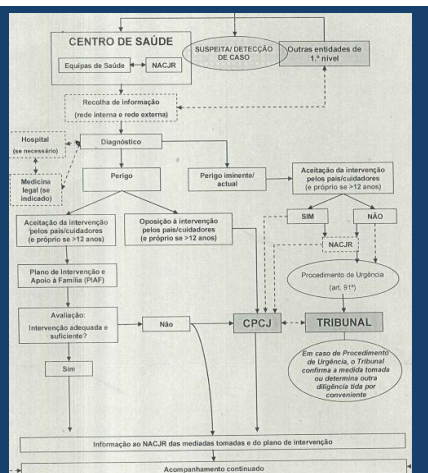 CENTRO DE SAÚDE
Equipas de Saúde
NACJR
SUSPEITA/ DETECÇÃO
DE CASO
Outras entidades de
1.º nível
Recolha de informação
(rede interna e rede externa)
Hospital
(se necessário)
Diagnóstico
Medicina
legal (se
indicado)
Perigo
Perigo iminente/
actual
Aceitação da intervenção
pelos pais/cuidadores
(e próprio se >12 anos)
SIM
NÃO
Aceitação da intervenção
pelos pais/cuidadores
(e próprio se >12 anos)
Oposição à intervenção
pelos pais/cuidadores
(e próprio se >12 anos)
NACJR
Procedimento de Urgência
(art. 91º)
Plano de Intervenção e
Apoio à Família (PIAF)
Avaliação:
Intervenção adequada e
suficiente?
Não
CPCJ
TRIBUNAL
Sim
Em caso de Procedimento
de Urgência, o Tribunal
confirma a medida tomada
ou determina outra
diligência tida por
conveniente
Informação ao NACJR das mediadas tomadas e do plano de intervenção
Acompanhamento continuado